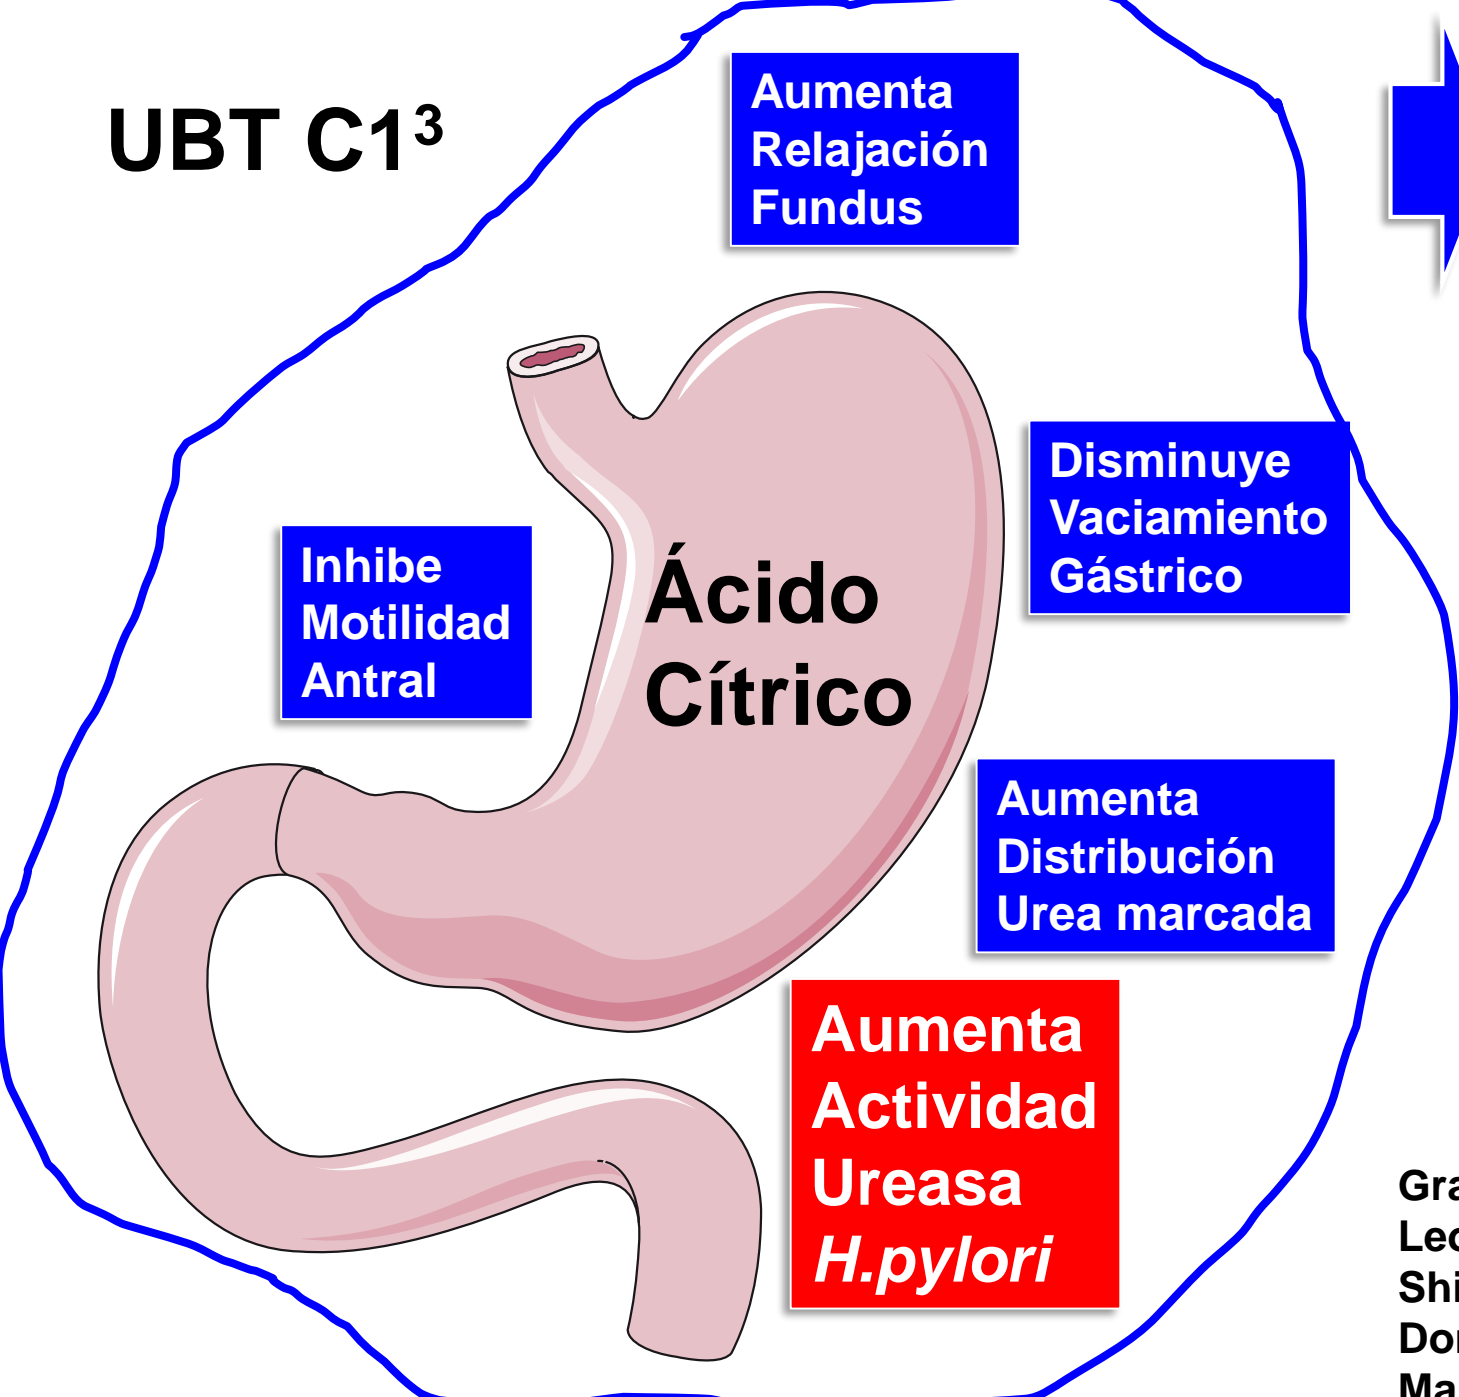 UBT C1³
Aumenta
Relajación
Fundus
Disminuye
Vaciamiento
Gástrico
Inhibe
Motilidad
Antral
Ácido
Cítrico
Aumenta
Distribución
Urea marcada
Aumenta
Actividad
Ureasa
H.pylori